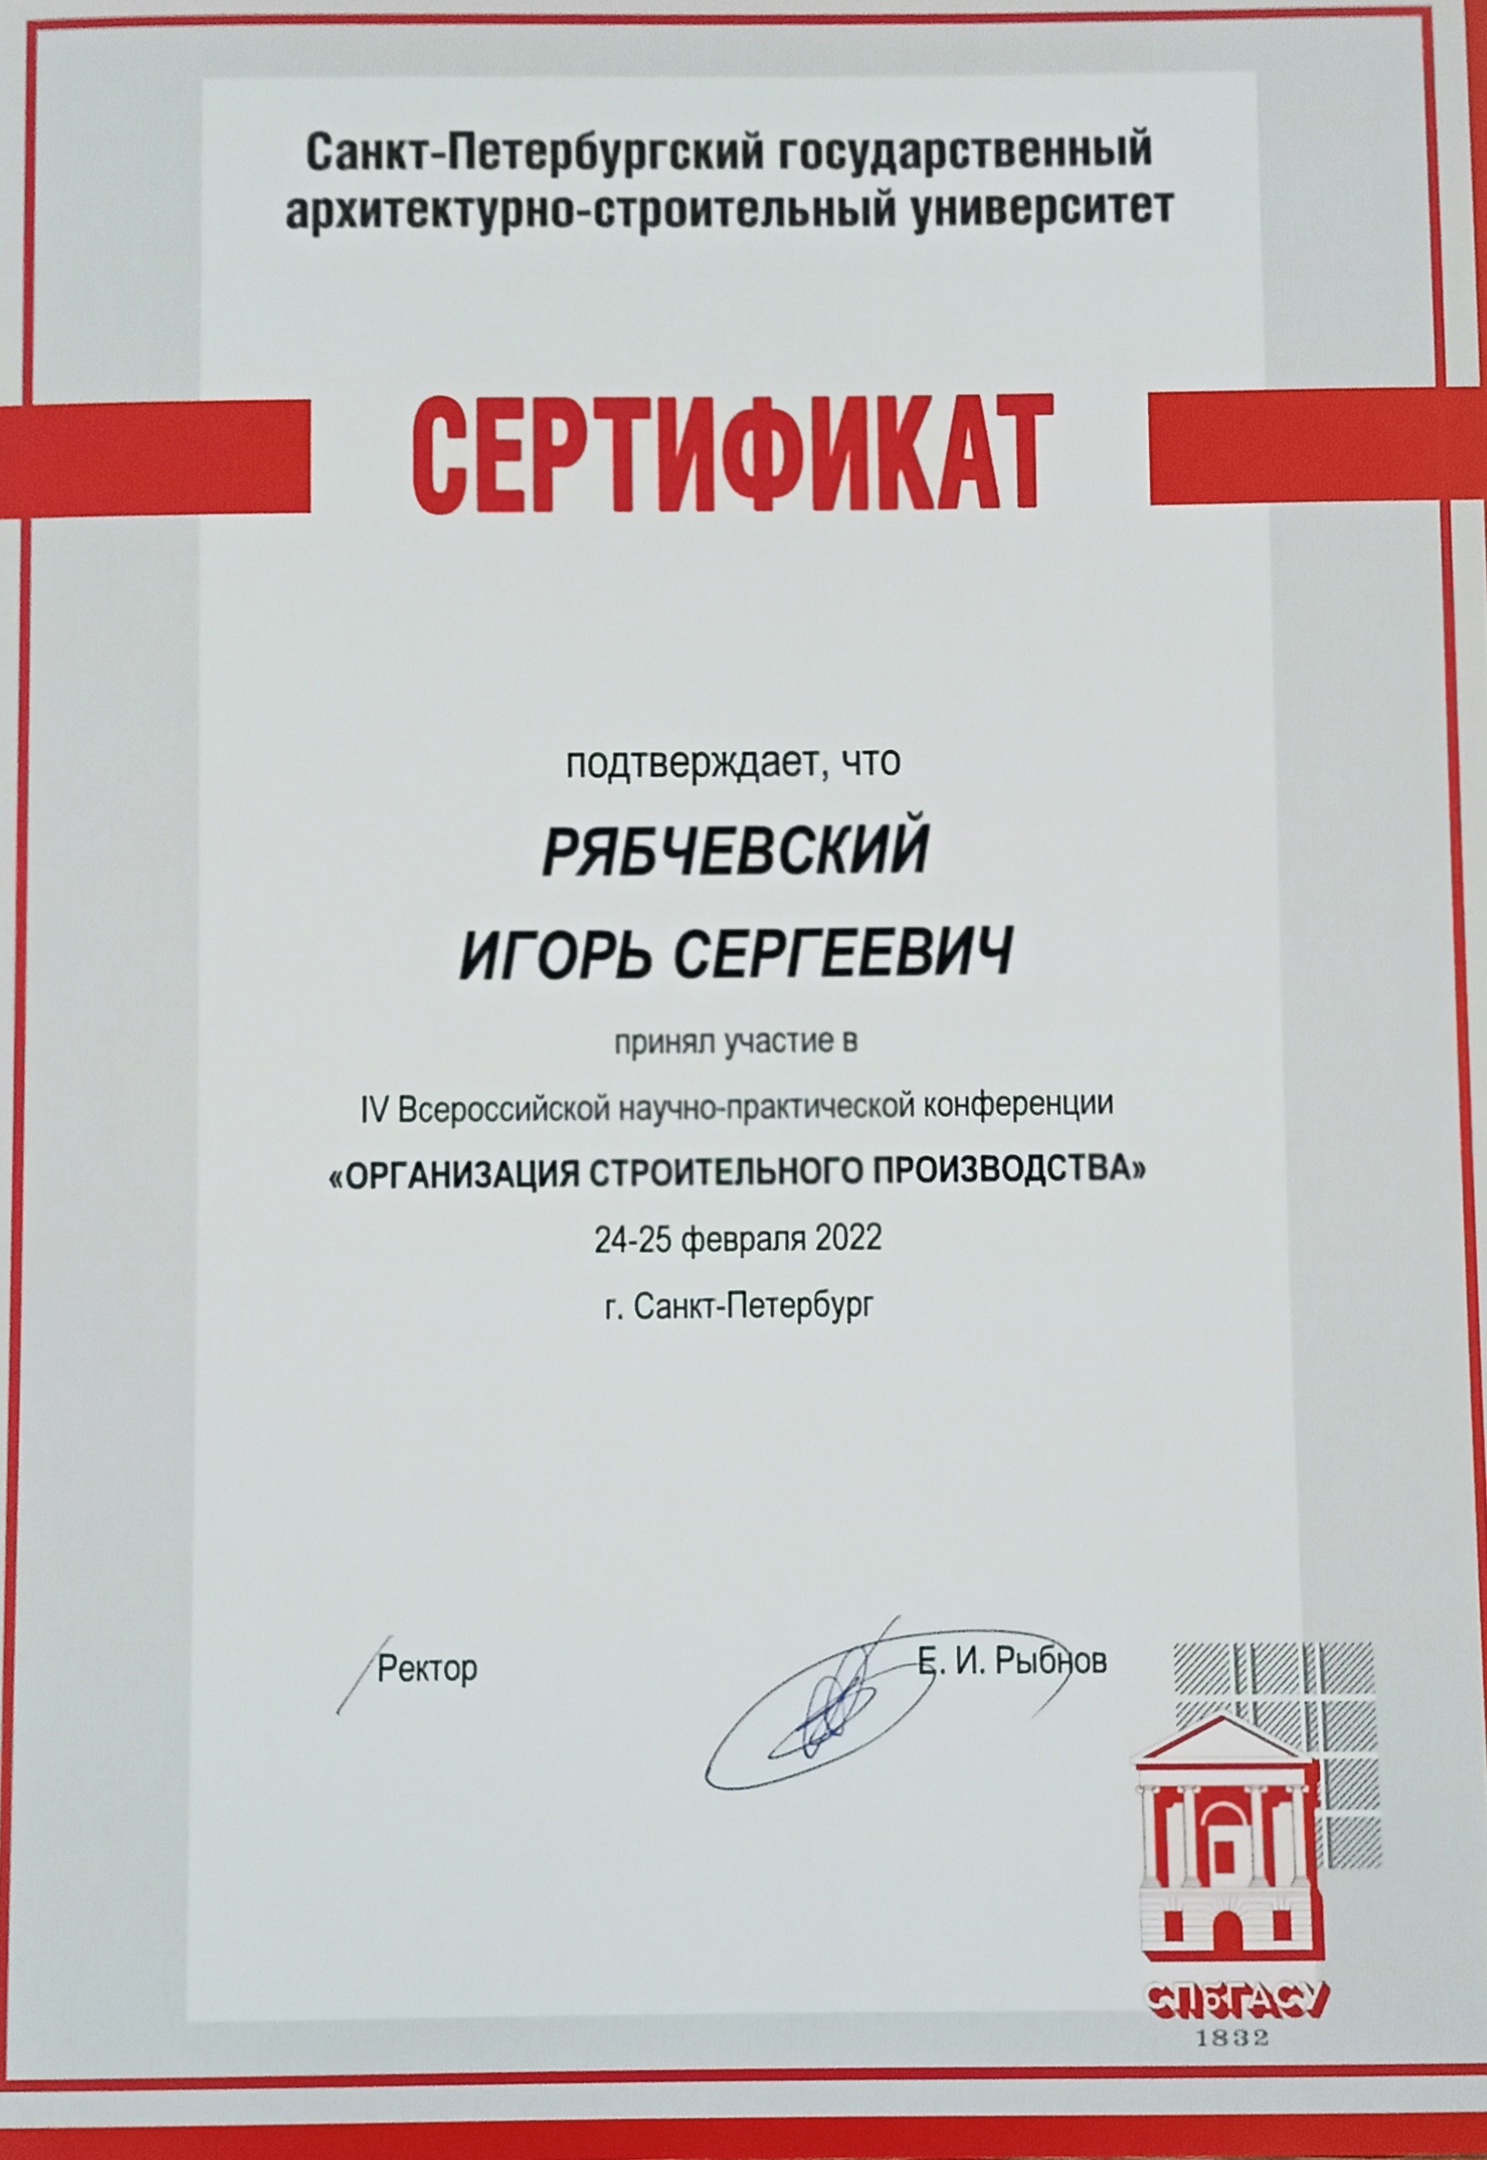 Санкт-Петербургский государственный
архитектурно-строительный университет
СЕРТИФИКАТ
подтверждает, что
РЯБЧЕВСКИЙ
ИГОРЬ СЕРГЕЕВИЧ
принял участие в
IV Всероссийской научно-практической конференции
«ОРГАНИЗАЦИЯ СТРОИТЕЛЬНОГО ПРОИЗВОДСТВА»
24-25 февраля 2022
г. Санкт-Петербург
Ректор Е. И. Рыбнов
СПбГАСУ
1832